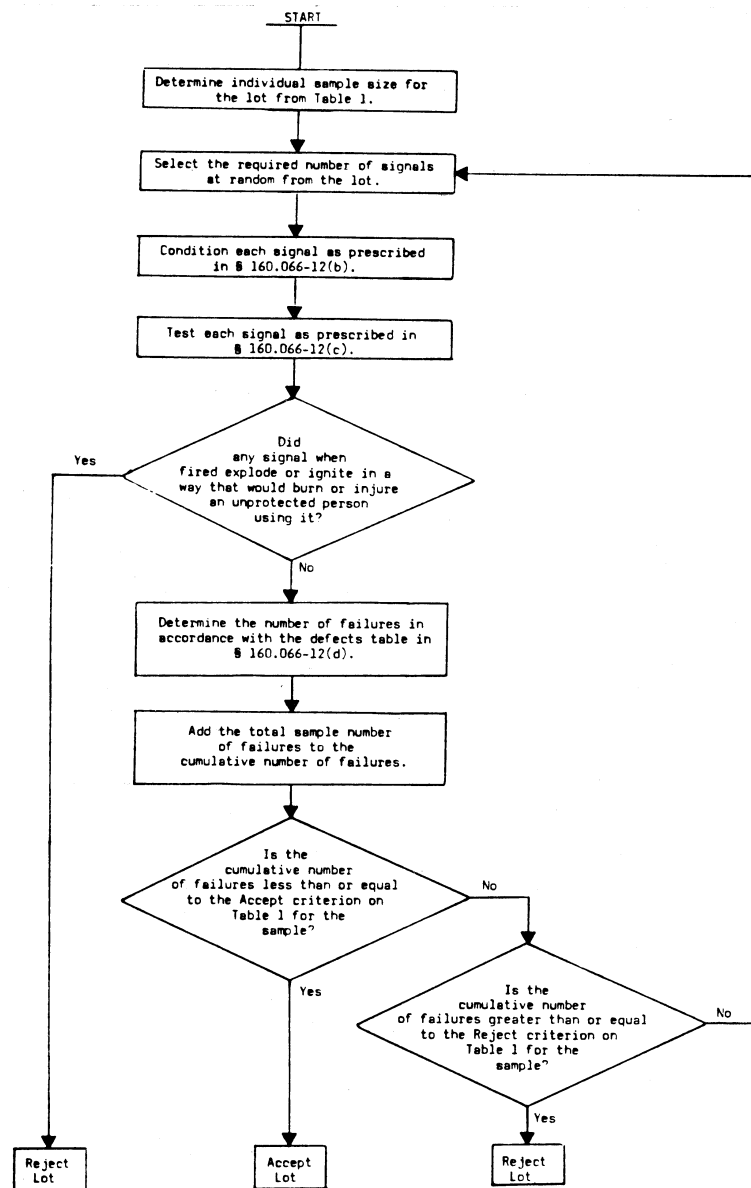 START
Determine individual sample size for
the lot from Table 1.
Select the required number of signals
at random from the lot.
Condition each signal as prescribed
in § 160.066-12(b).
Test each signal as prescribed in
§ 160.066-12(c).
Did
any signal when
fired explode or ignite in a
way that would burn or injure
an unprotected person
using it?
Yes
No
Determine the number of failures in
accordance with the defects table in
§ 160.066-12(d).
Add the total sample number
of failures to the
cumulative number of failures.
Is the
cumulative number
of failures less than or equal
to the Accept criterion on
Table 1 for the
sample?
No
Yes
Is the
cumulative number
of failures greater than or equal
to the Reject criterion on
Table 1 for the
sample?
No
Yes
Reject
Lot
Accept
Lot
Reject
Lot